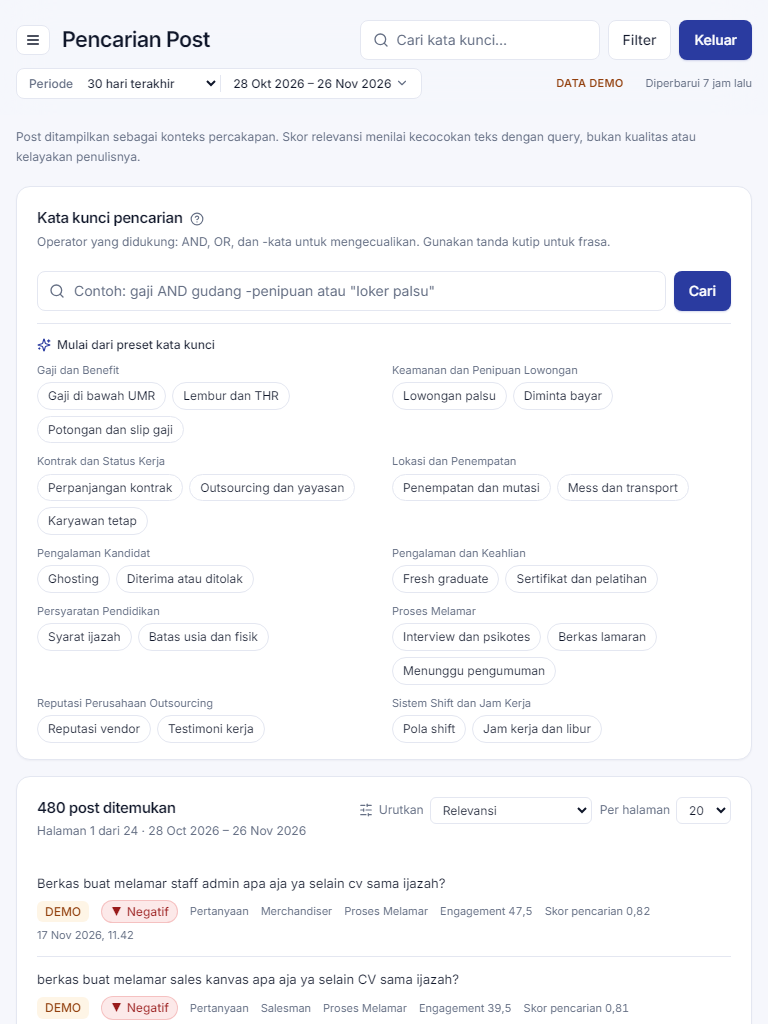 Pencarian Post
Cari kata kunci...
Filter
Keluar
Periode 30 hari terakhir 28 Okt 2026 – 26 Nov 2026
DATA DEMO Diperbarui 7 jam lalu
Post ditampilkan sebagai konteks percakapan. Skor relevansi menilai kecocokan teks dengan query, bukan kualitas atau
kelayakan penulisnya.
Kata kunci pencarian
Operator yang didukung: AND, OR, dan -kata untuk mengecualikan. Gunakan tanda kutip untuk frasa.
Contoh: gaji AND gudang -penipuan atau "loker palsu"
Cari
Mulai dari preset kata kunci
Gaji dan Benefit
Gaji di bawah UMR Lembur dan THR
Potongan dan slip gaji
Keamanan dan Penipuan Lowongan
Lowongan palsu Diminta bayar
Kontrak dan Status Kerja
Perpanjangan kontrak Outsourcing dan yayasan
Karyawan tetap
Lokasi dan Penempatan
Penempatan dan mutasi Mess dan transport
Pengalaman Kandidat
Ghosting Diterima atau ditolak
Pengalaman dan Keahlian
Fresh graduate Sertifikat dan pelatihan
Persyaratan Pendidikan
Syarat ijazah Batas usia dan fisik
Proses Melamar
Interview dan psikotes Berkas lamaran
Menunggu pengumuman
Reputasi Perusahaan Outsourcing
Reputasi vendor Testimoni kerja
Sistem Shift dan Jam Kerja
Pola shift Jam kerja dan libur
480 post ditemukan
Halaman 1 dari 24 · 28 Oct 2026 – 26 Nov 2026
Urutkan Relevansi Per halaman 20
Berkas buat melamar staff admin apa aja ya selain cv sama ijazah?
DEMO ▼ Negatif Pertanyaan Merchandiser Proses Melamar Engagement 47,5 Skor pencarian 0,82
17 Nov 2026, 11.42
berkas buat melamar sales kanvas apa aja ya selain CV sama ijazah?
DEMO ▼ Negatif Pertanyaan Salesman Proses Melamar Engagement 39,5 Skor pencarian 0,81